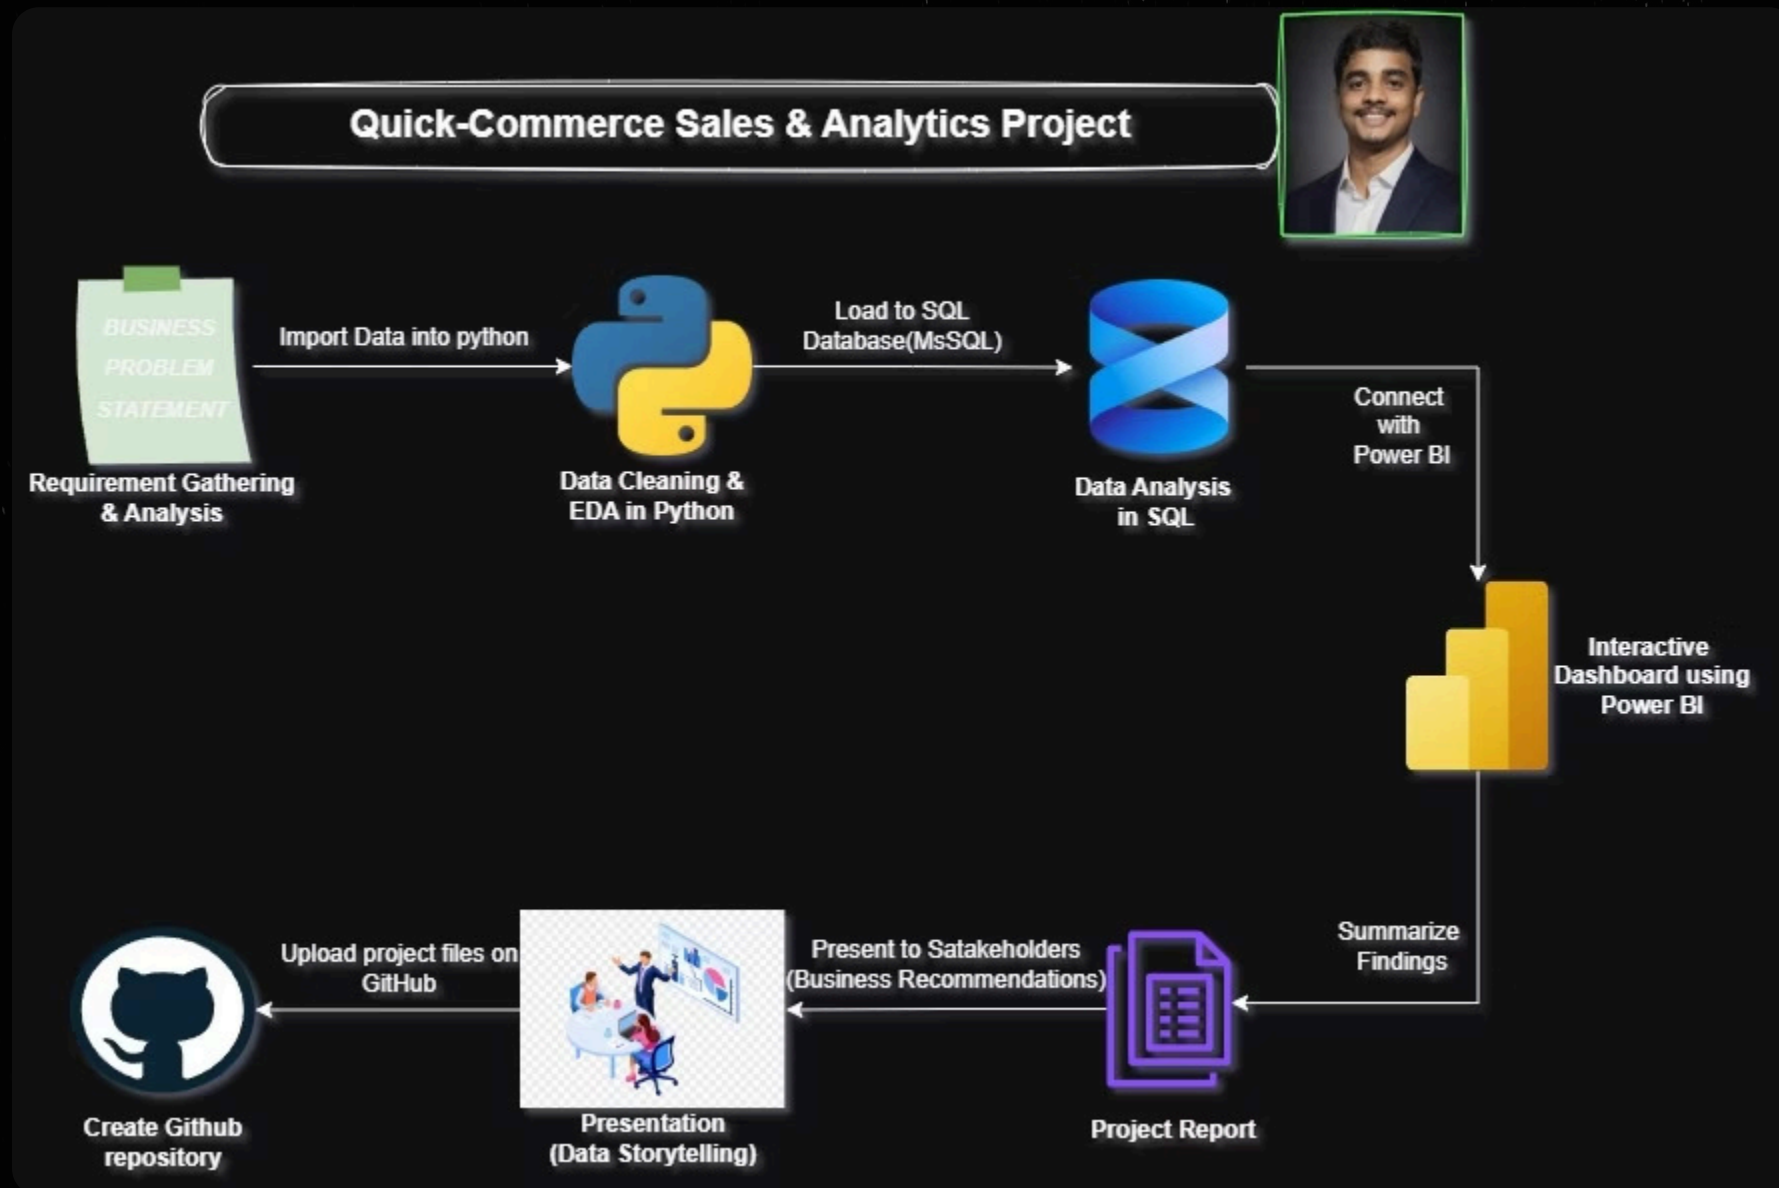 Quick-Commerce Sales & Analytics Project
BUSINESS
PROBLEM
STATEMENT
Requirement Gathering
& Analysis
Import Data into python
Data Cleaning &
EDA in Python
Load to SQL
Database(MsSQL)
Data Analysis
in SQL
Connect
with
Power BI
Interactive
Dashboard using
Power BI
Summarize
Findings
Project Report
Present to Satakeholders
(Business Recommendations)
Presentation
(Data Storytelling)
Upload project files on
GitHub
Create Github
repository